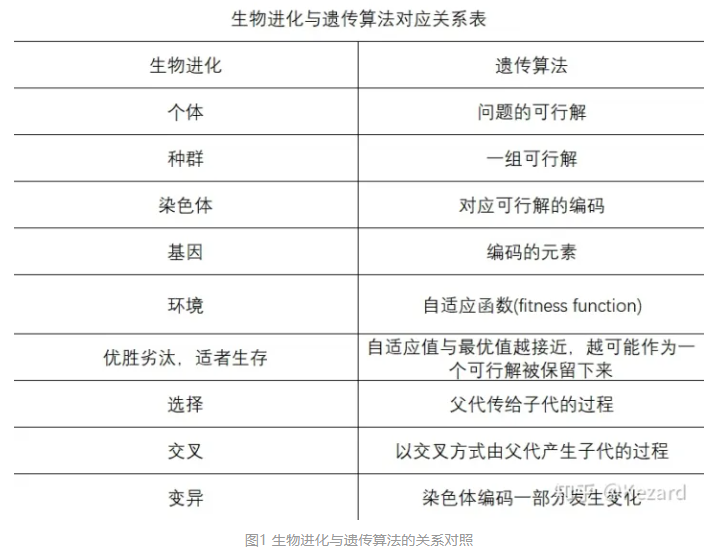 生物进化与遗传算法对应关系表
生物进化 遗传算法
个体 问题的可行解
种群 一组可行解
染色体 对应可行解的编码
基因 编码的元素
环境 自适应函数(fitness function)
优胜劣汰，适者生存 自适应值与最优值越接近，越可能作为一
个可行解被保留下来
选择 父代传给子代的过程
交叉 以交叉方式由父代产生子代的过程
变异 染色体编码一部分发生变化
知乎 @Kezard
图1 生物进化与遗传算法的关系对照